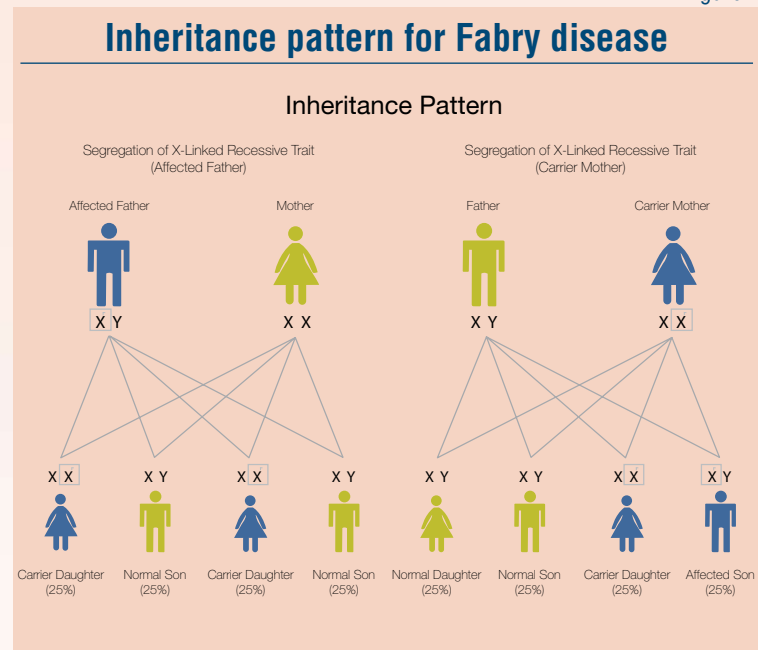 Inheritance pattern for Fabry disease
Inheritance Pattern
Segregation of X-Linked Recessive Trait
(Affected Father)
Segregation of X-Linked Recessive Trait
(Carrier Mother)
Affected Father
Mother
Father
Carrier Mother
X Y
X X
X Y
X X
X X
X Y
X X
X Y
X Y
X Y
X X
X Y
Carrier Daughter
(25%)
Normal Son
(25%)
Carrier Daughter
(25%)
Normal Son
(25%)
Normal Daughter
(25%)
Normal Son
(25%)
Carrier Daughter
(25%)
Affected Son
(25%)